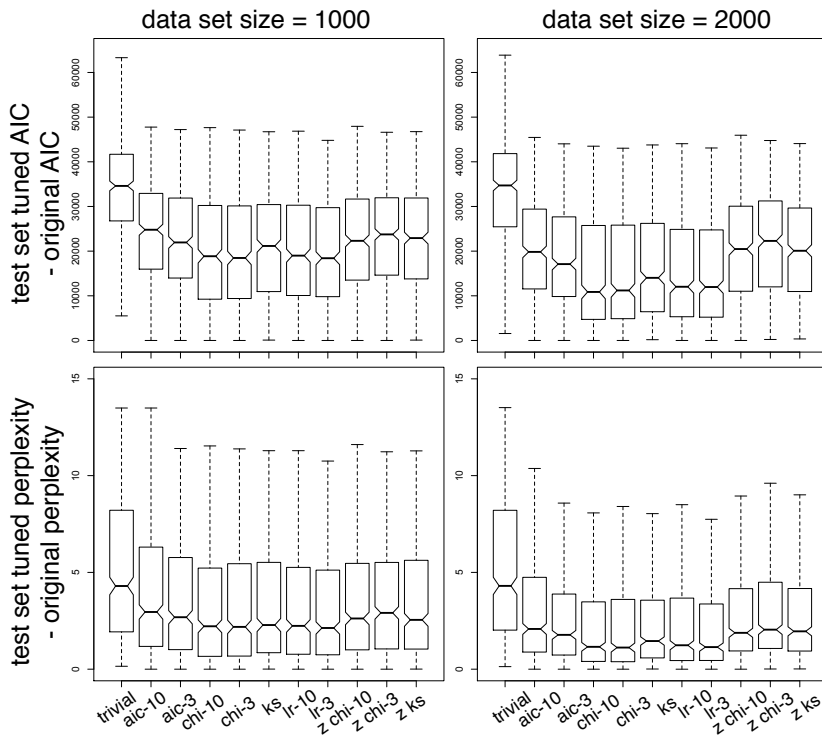 data set size = 1000
data set size = 2000
test set tuned AIC
- original AIC
0 10000 20000 30000 40000 50000 60000
0 10000 20000 30000 40000 50000 60000
test set tuned perplexity
- original perplexity
0 5 10 15
0 5 10 15
trivial aic-10 aic-3 chi-10 chi-3 ks lr-10 lr-3 z chi-10 z chi-3 z ks
trivial aic-10 aic-3 chi-10 chi-3 ks lr-10 lr-3 z chi-10 z chi-3 z ks